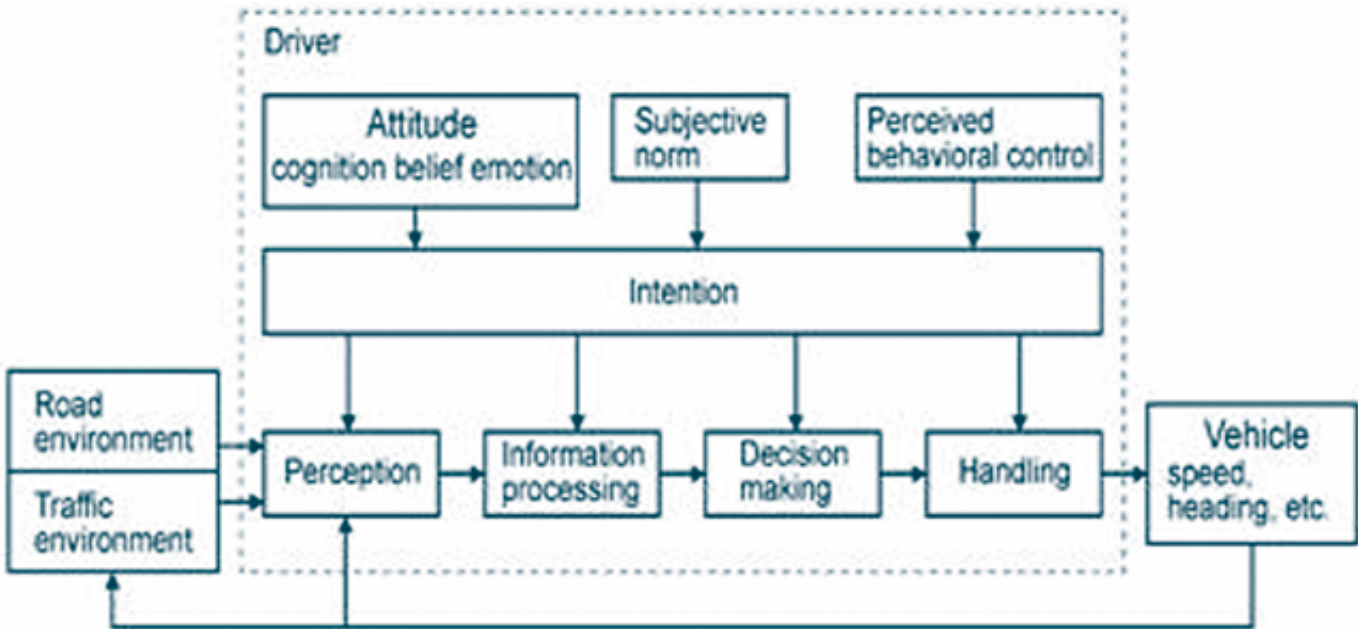 Driver
Attitude
cognition belief emotion
Subjective
norm
Perceived
behavioral control
Intention
Road
environment
Traffic
environment
Perception
Information
processing
Decision
making
Handling
Vehicle
speed,
heading, etc.